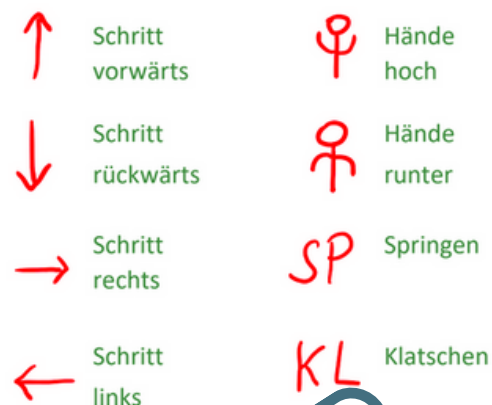 Schritt
vorwärts
Hände
hoch
Schritt
rückwärts
Hände
runter
Schritt
rechts
SP Springen
Schritt
links
KL Klatschen